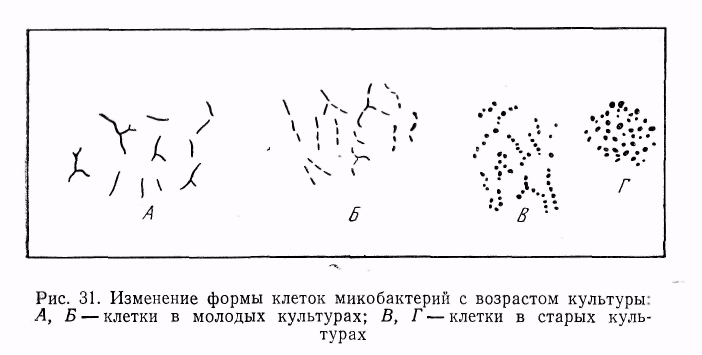 А Б В Г
Рис. 31. Изменение формы клеток микобактерий с возрастом культуры:
А, Б — клетки в молодых культурах; В, Г — клетки в старых куль-
турах